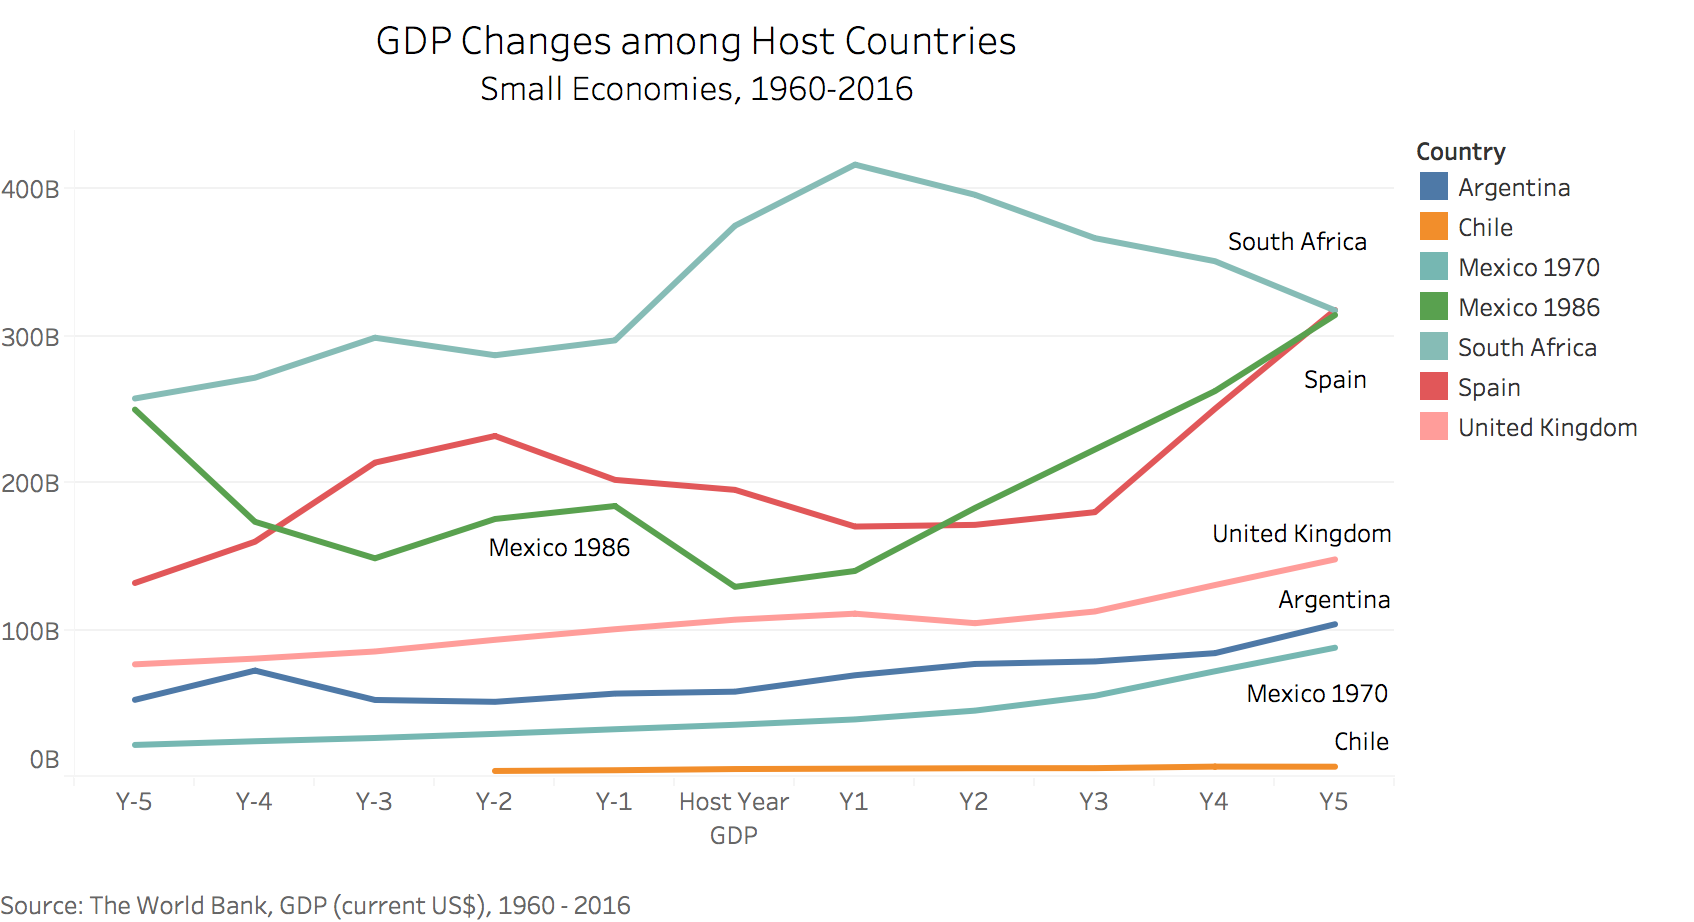 GDP Changes among Host Countries
Small Economies, 1960-2016
400B
300B
200B
100B
0B
South Africa
Spain
Mexico 1986
United Kingdom
Argentina
Mexico 1970
Chile
Y-5
Y-4
Y-3
Y-2
Y-1
Host Year
GDP
Y1
Y2
Y3
Y4
Y5
Country
Argentina
Chile
Mexico 1970
Mexico 1986
South Africa
Spain
United Kingdom
Source: The World Bank, GDP (current US$), 1960 - 2016